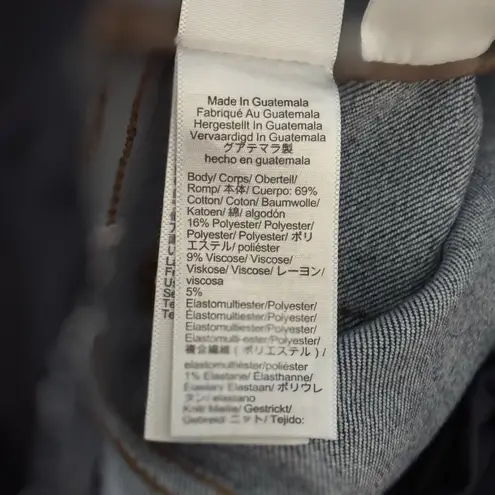 Made In Guatemala
Fabriqué Au Guatemala
Hergestellt In Guatemala
Vervaardigd In Guatemala
グアテマラ製
hecho en guatemala
Body/ Corps/ Oberteil/
Romp/ 本体/ Cuerpo: 69%
Cotton/ Coton/ Baumwolle/
Katoen/ 綿/ algodón
16% Polyester/ Polyester/
Polyester/ Polyester/ ポリ
エステル/ poliéster
9% Viscose/ Viscose/
Viskose/ Viscose/ レーヨン/
viscosa
5%
Elastomultiester/Polyester/
Élastomultiester/Polyester/
Elastomultiester/Polyester/
Elastomulti-ester/Polyester/
複合繊維 ( ポリエステル ) /
elastomultiéster/poliéster
1% Elastane/ Élasthanne/
Elastan/ Elastaan/ ポリウレ
タン/ elastano
Knit/ Maille/ Gestrickt/
Gebreid/ ニット/ Tejido: